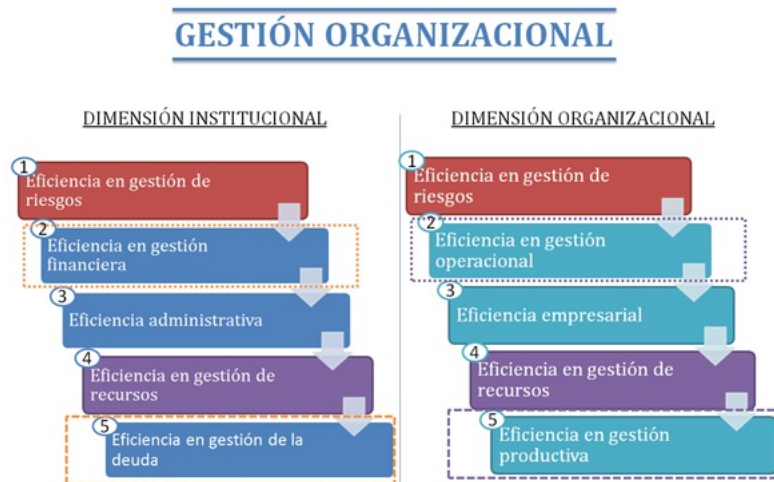 GESTIÓN ORGANIZACIONAL
DIMENSIÓN INSTITUCIONAL
1
Eficiencia en gestión de
riesgos
2
Eficiencia en gestión
financiera
3
Eficiencia administrativa
4
Eficiencia en gestión de
recursos
5
Eficiencia en gestión de la
deuda
DIMENSIÓN ORGANIZACIONAL
1
Eficiencia en gestión de
riesgos
2
Eficiencia en gestión
operacional
3
Eficiencia empresarial
4
Eficiencia en gestión de
recursos
5
Eficiencia en gestión
productiva